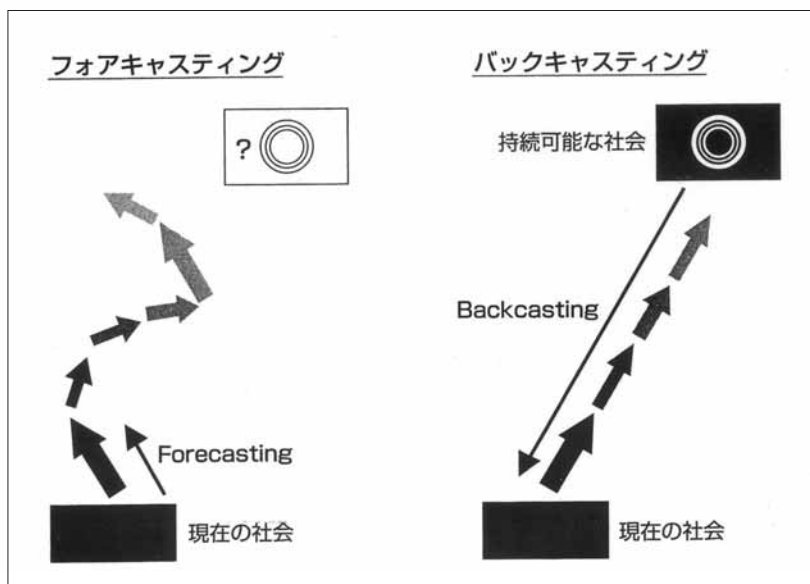 フォアキャスティング
?
Forecasting
現在の社会
バックキャスティング
持続可能な社会
Backcasting
現在の社会